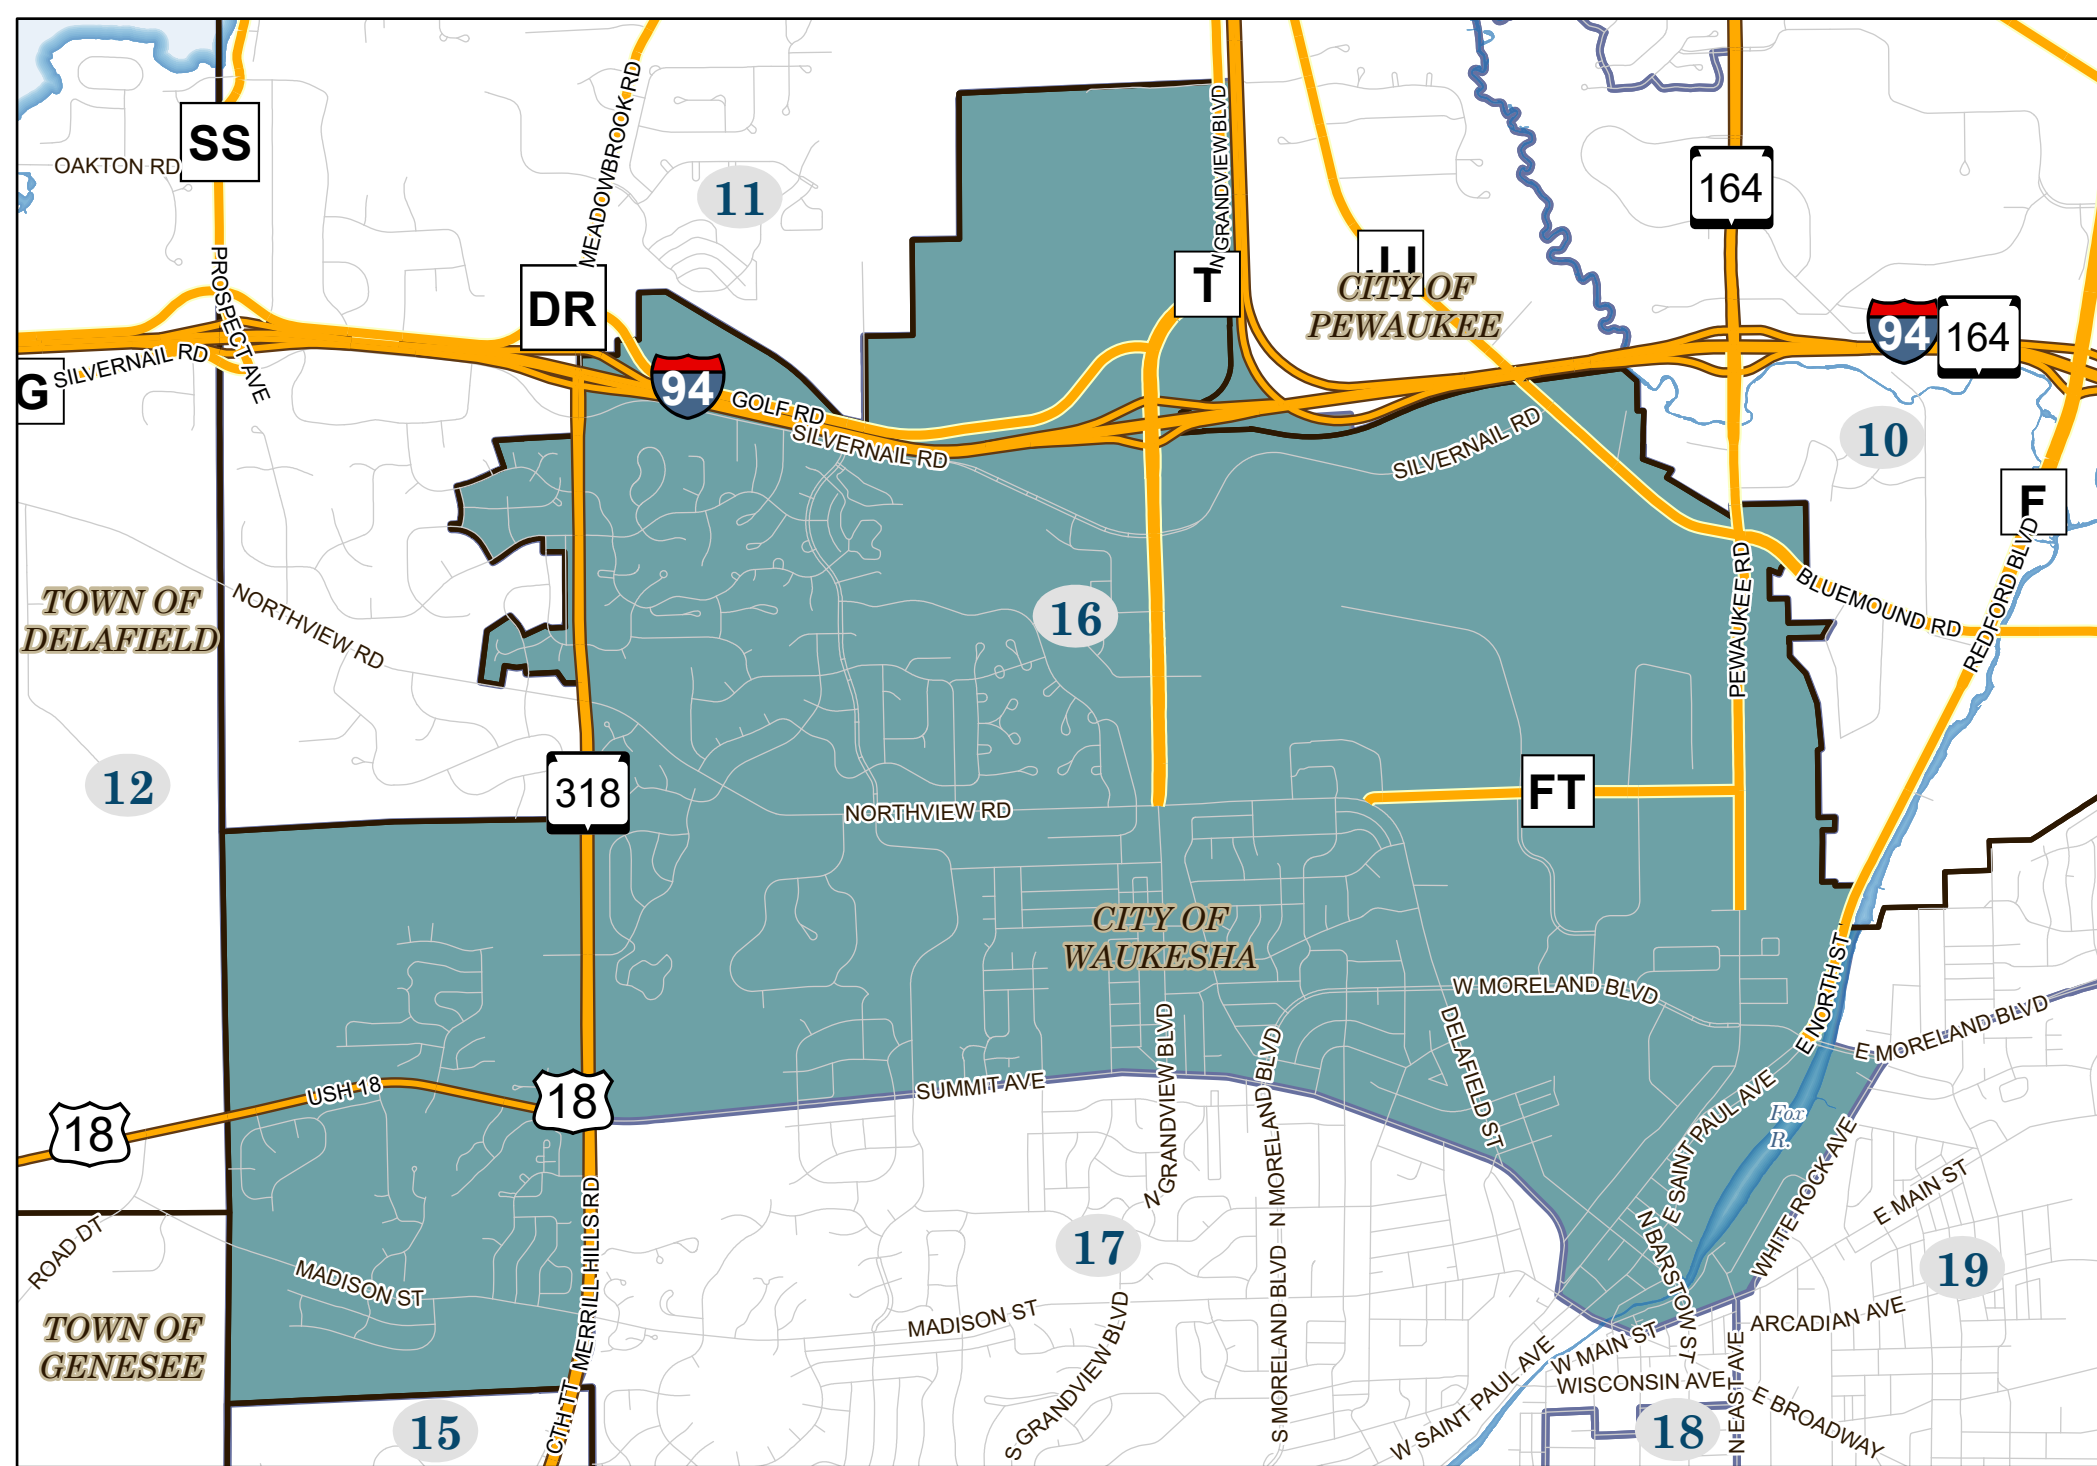 SS
OAKTON RD
MEADOWBROOK RD
11
N GRANDVIEW BLVD
164
PROSPECT AVE
DR
T
JJ
CITY OF
PEWAUKEE
94
164
G
SILVERNAIL RD
94
GOLF RD
SILVERNAIL RD
SILVERNAIL RD
10
F
TOWN OF
DELAFIELD
NORTHVIEW RD
16
PEWAUKEE RD
BLUEMOUND RD
REDFORD BLVD
12
318
NORTHVIEW RD
FT
CITY OF
WAUKESHA
W MORELAND BLVD
E NORTH ST
E MORELAND BLVD
DELAFIELD ST
USH 18
18
18
SUMMIT AVE
N GRANDVIEW BLVD
N MORELAND BLVD
E SAINT PAUL AVE
Fox
R.
WHITE ROCK AVE
E MAIN ST
ROAD DT
MADISON ST
MERRILL HILLS RD
17
N BARSTOW ST
19
TOWN OF
GENESEE
MADISON ST
S GRANDVIEW BLVD
S MORELAND BLVD
W SAINT PAUL AVE
W MAIN ST
ARCADIAN AVE
WISCONSIN AVE
N EAST AVE
E BROADWAY
15
CTH TT
18